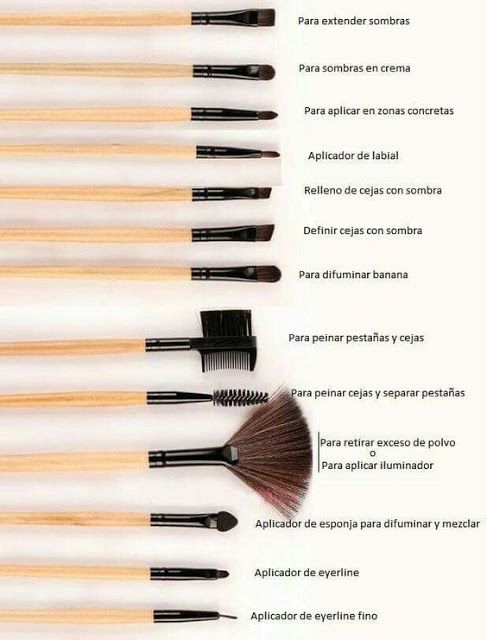 Para extender sombras
Para sombras en crema
Para aplicar en zonas concretas
Aplicador de labial
Relleno de cejas con sombra
Definir cejas con sombra
Para difuminar banana
Para peinar pestañas y cejas
Para peinar cejas y separar pestañas
Para retirar exceso de polvo
o
Para aplicar iluminador
Aplicador de esponja para difuminar y mezclar
Aplicador de eyerline
Aplicador de eyerline fino